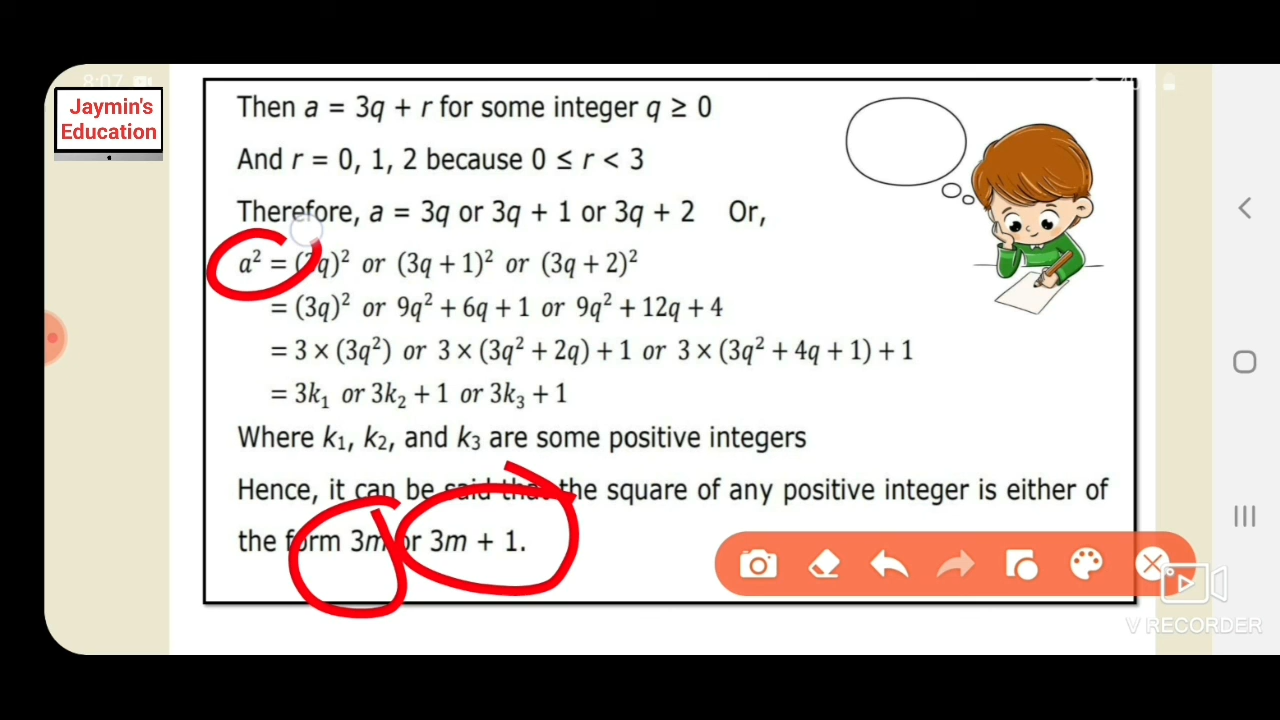 8:07
Jaymin's
Education
Then a = 3q + r for some integer q ≥ 0
And r = 0, 1, 2 because 0 ≤ r < 3
Therefore, a = 3q or 3q + 1 or 3q + 2 Or,
a² = (3q)² or (3q + 1)² or (3q + 2)²
= (3q)² or 9q² + 6q + 1 or 9q² + 12q + 4
= 3 × (3q²) or 3 × (3q² + 2q) + 1 or 3 × (3q² + 4q + 1) + 1
= 3k₁ or 3k₂ + 1 or 3k₃ + 1
Where k₁, k₂, and k₃ are some positive integers
Hence, it can be said that the square of any positive integer is either of
the form 3m or 3m + 1.
V RECORDER